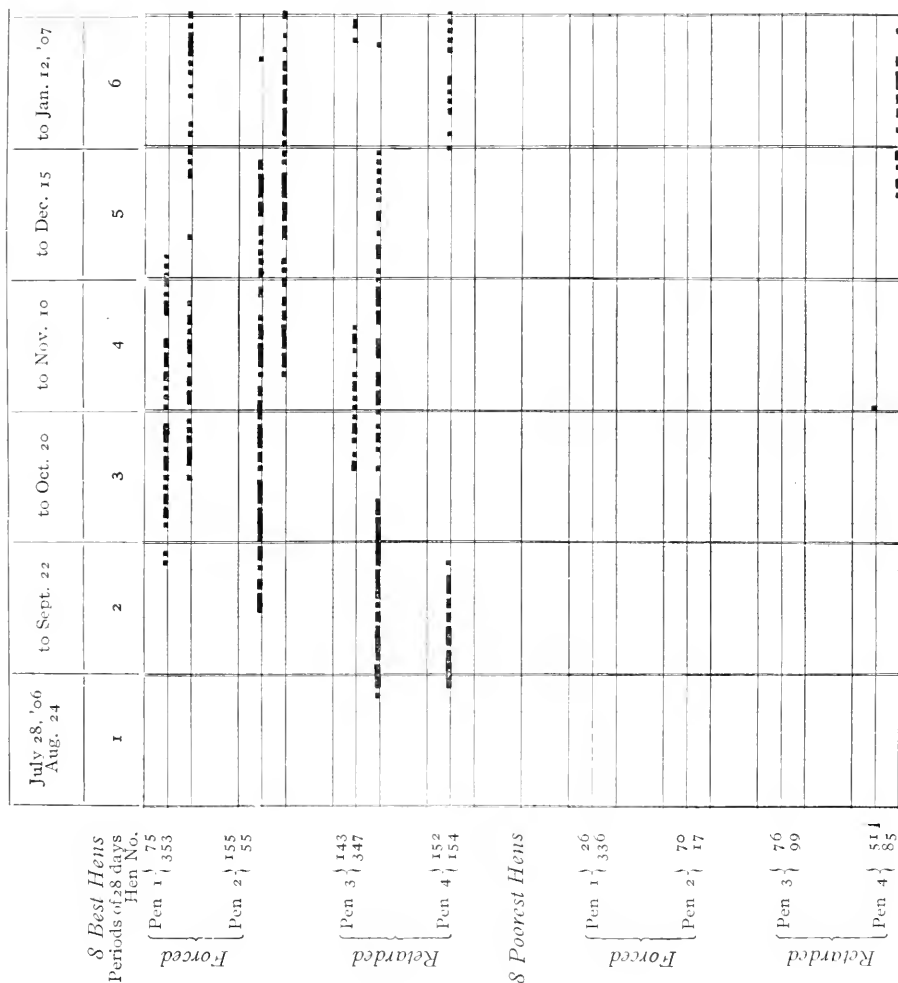 8 Best Hens
Periods of 28 days
Hen No.
July 28, '06
Aug. 24
to Sept. 22
to Oct. 20
to Nov. 10
to Dec. 15
to Jan. 12, '07
1
2
3
4
5
6
Forced
Pen 1 } 75
353
Pen 2 } 155
55
Retarded
Pen 3 } 143
347
Pen 4 } 152
154
8 Poorest Hens
Forced
Pen 1 } 26
336
Pen 2 } 70
17
Retarded
Pen 3 } 76
99
Pen 4 } 511
85